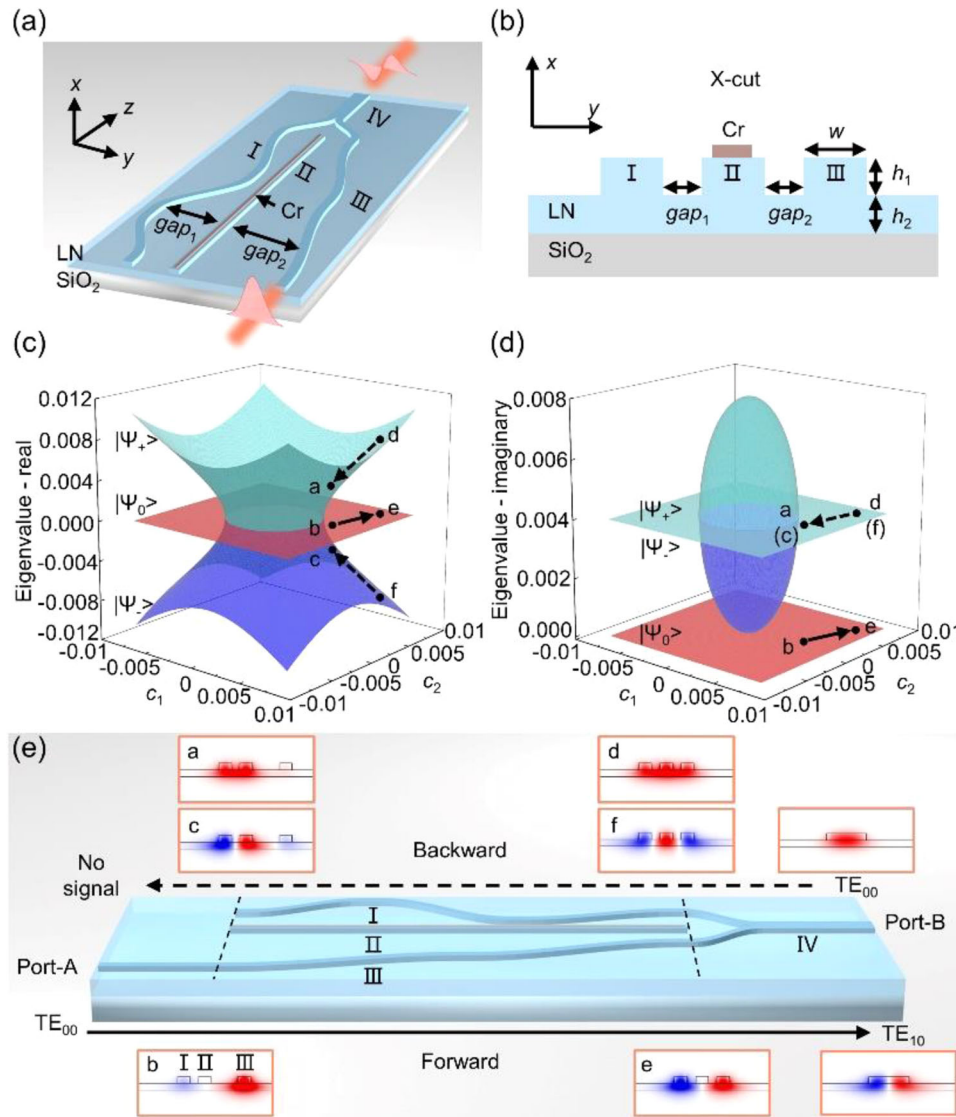 (a)
x
z
y
I
II
III
IV
Cr
gap1
gap2
LN
SiO2
(b)
x
y
X-cut
Cr
w
I
II
III
h1
gap1
gap2
h2
LN
SiO2
(c)
Eigenvalue - real
0.012
0.008
0.004
0.000
-0.004
-0.008
-0.012
|Ψ+>
|Ψ0>
|Ψ->
a
b
c
d
e
f
-0.01
-0.005
0
0.005
0.01
c1
-0.01
-0.005
0
0.005
0.01
c2
(d)
Eigenvalue - imaginary
0.008
0.006
0.004
0.002
0.000
|Ψ+>
|Ψ->
|Ψ0>
a
(c)
d
(f)
b
e
-0.01
-0.005
0
0.005
0.01
c1
-0.01
-0.005
0
0.005
0.01
c2
(e)
a
d
c
f
No
signal
Backward
TE00
I
II
III
IV
Port-A
Port-B
TE00
TE10
Forward
b I II III
e